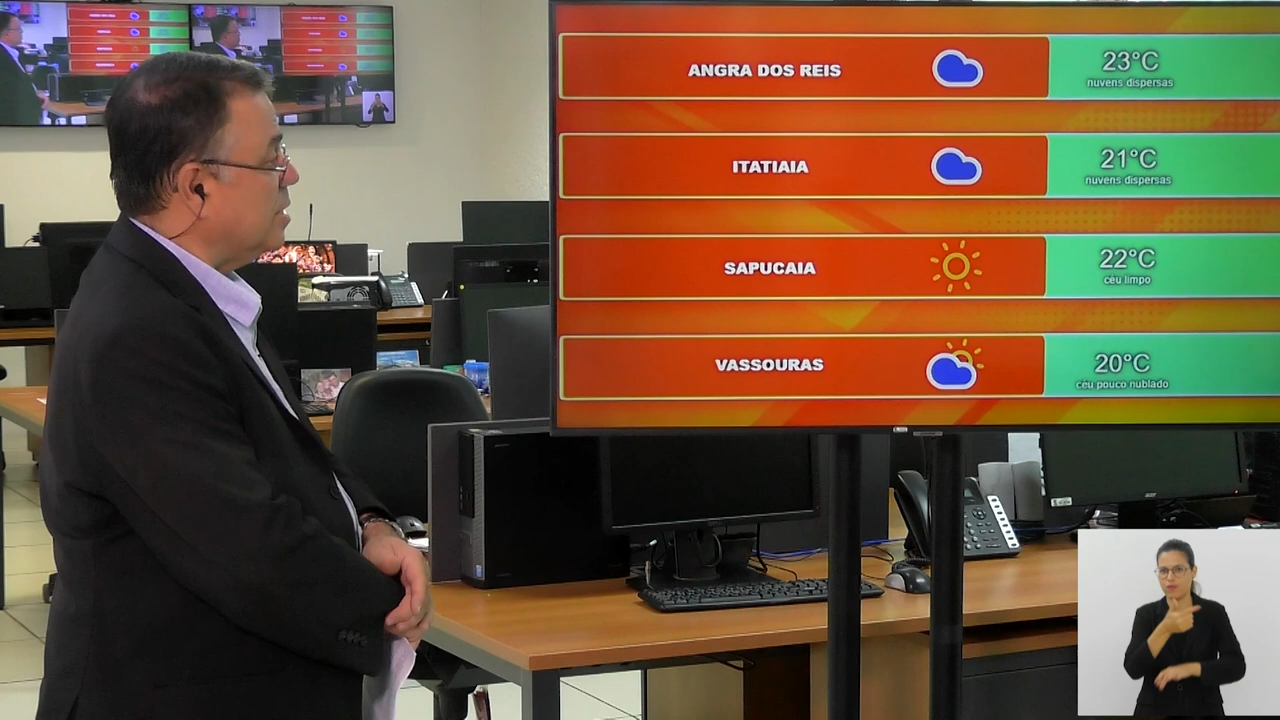 ANGRA DOS REIS
23°C
nuvens dispersas
ITATIAIA
21°C
nuvens dispersas
SAPUCAIA
22°C
céu limpo
VASSOURAS
20°C
céu pouco nublado